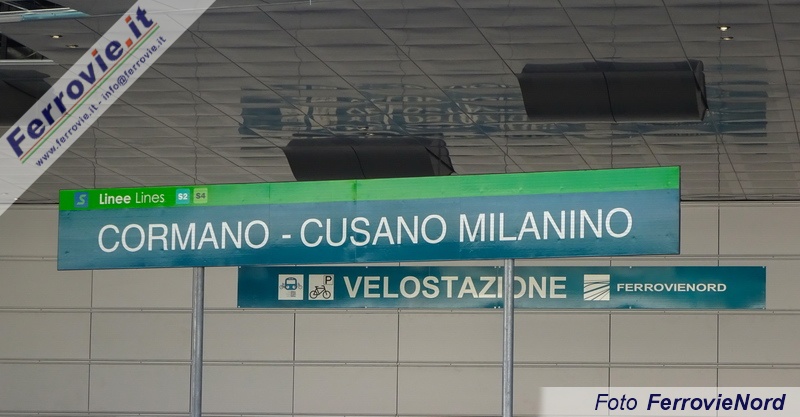 Ferrovie.it
www.ferrovie.it - info@ferrovie.it
S Linee Lines S2 S4
CORMANO - CUSANO MILANINO
P VELOSTAZIONE FERROVIENORD
Foto FerrovieNord